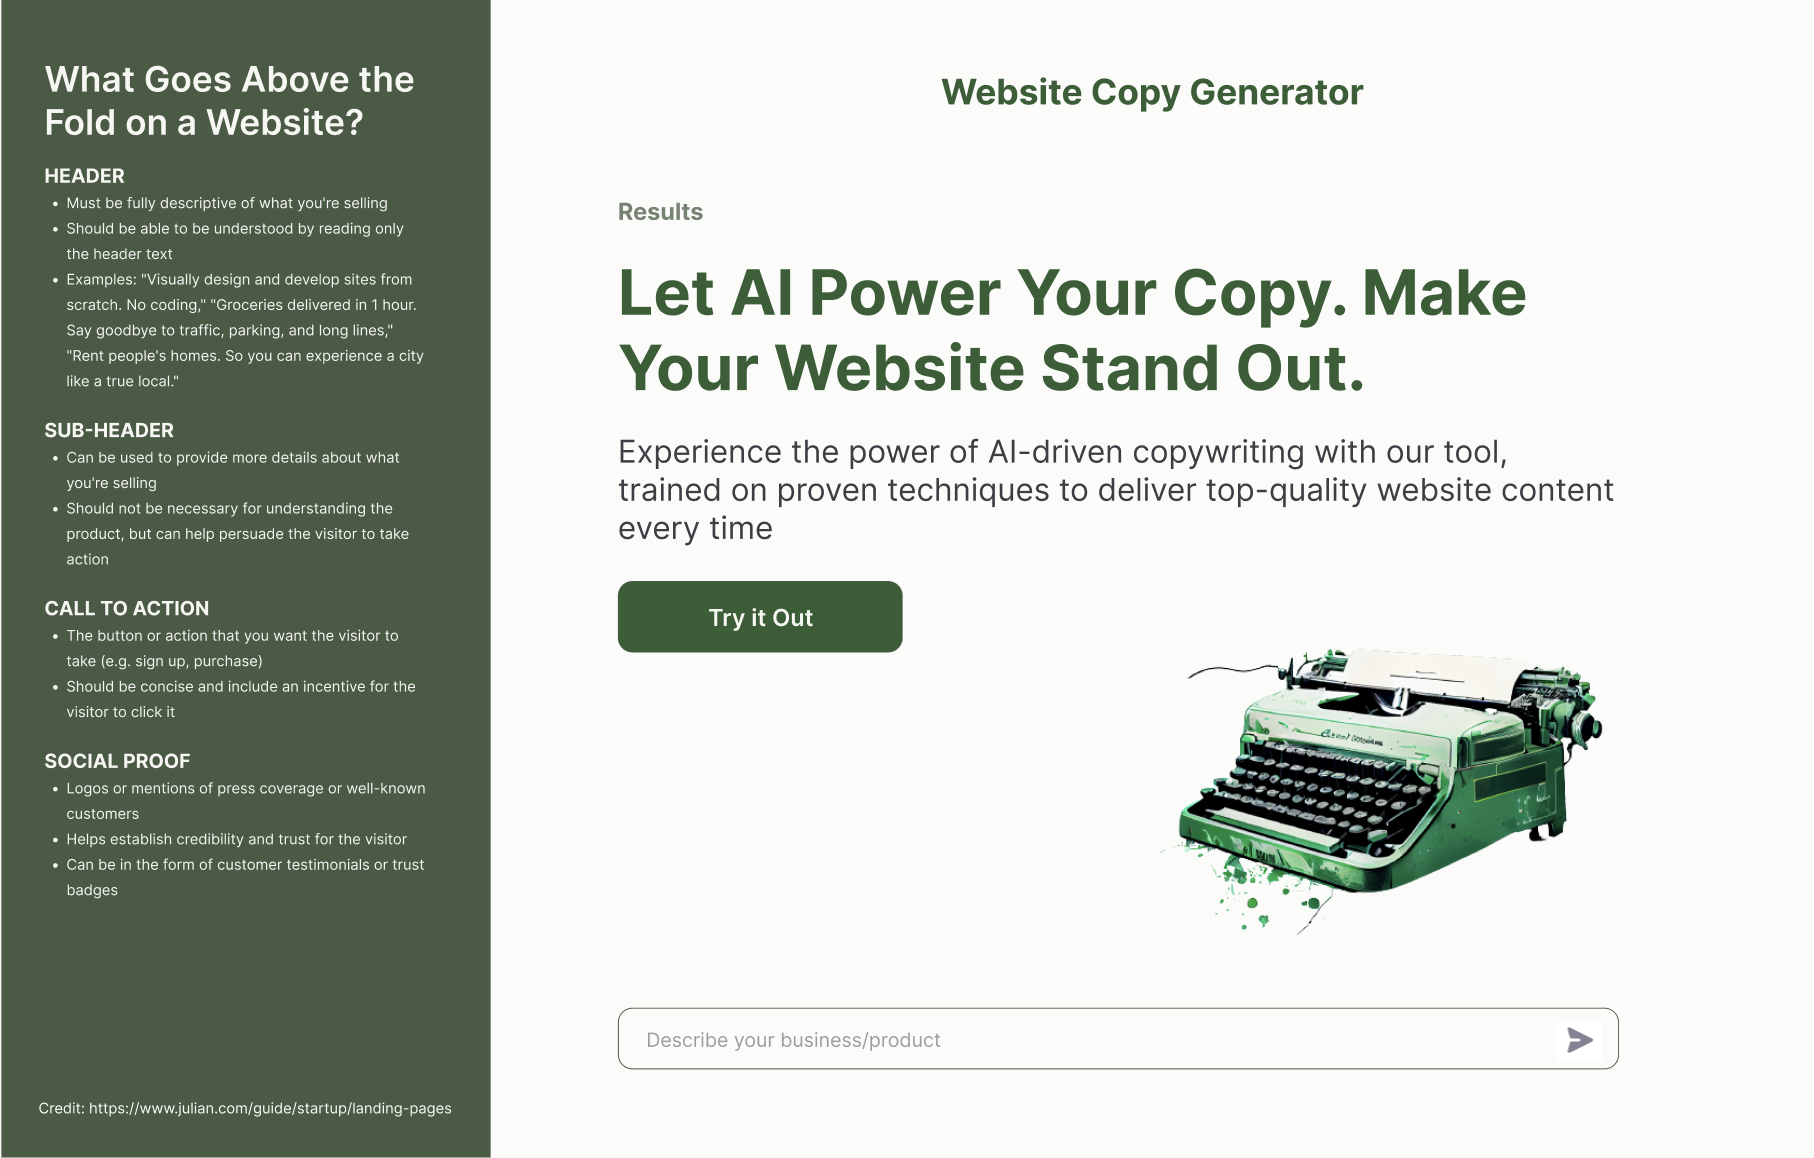 What Goes Above the
Fold on a Website?
HEADER
• Must be fully descriptive of what you're selling
• Should be able to be understood by reading only
the header text
• Examples: "Visually design and develop sites from
scratch. No coding," "Groceries delivered in 1 hour.
Say goodbye to traffic, parking, and long lines,"
"Rent people's homes. So you can experience a city
like a true local."
SUB-HEADER
• Can be used to provide more details about what
you're selling
• Should not be necessary for understanding the
product, but can help persuade the visitor to take
action
CALL TO ACTION
• The button or action that you want the visitor to
take (e.g. sign up, purchase)
• Should be concise and include an incentive for the
visitor to click it
SOCIAL PROOF
• Logos or mentions of press coverage or well-known
customers
• Helps establish credibility and trust for the visitor
• Can be in the form of customer testimonials or trust
badges
Credit: https://www.julian.com/guide/startup/landing-pages
Website Copy Generator
Results
Let AI Power Your Copy. Make
Your Website Stand Out.
Experience the power of AI-driven copywriting with our tool,
trained on proven techniques to deliver top-quality website content
every time
Try it Out
Describe your business/product